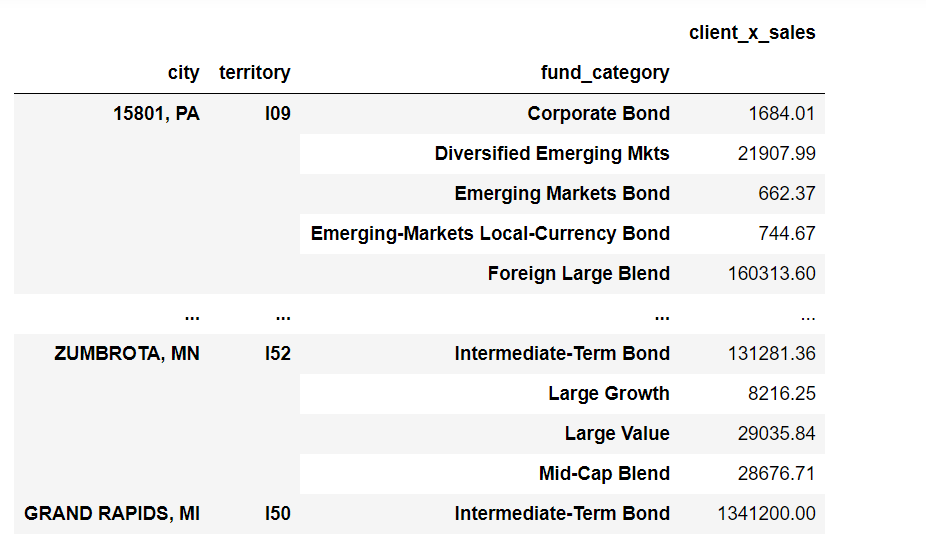 client_x_sales
city territory fund_category
15801, PA I09 Corporate Bond 1684.01
Diversified Emerging Mkts 21907.99
Emerging Markets Bond 662.37
Emerging-Markets Local-Currency Bond 744.67
Foreign Large Blend 160313.60
... ... ... ...
ZUMBROTA, MN I52 Intermediate-Term Bond 131281.36
Large Growth 8216.25
Large Value 29035.84
Mid-Cap Blend 28676.71
GRAND RAPIDS, MI I50 Intermediate-Term Bond 1341200.00